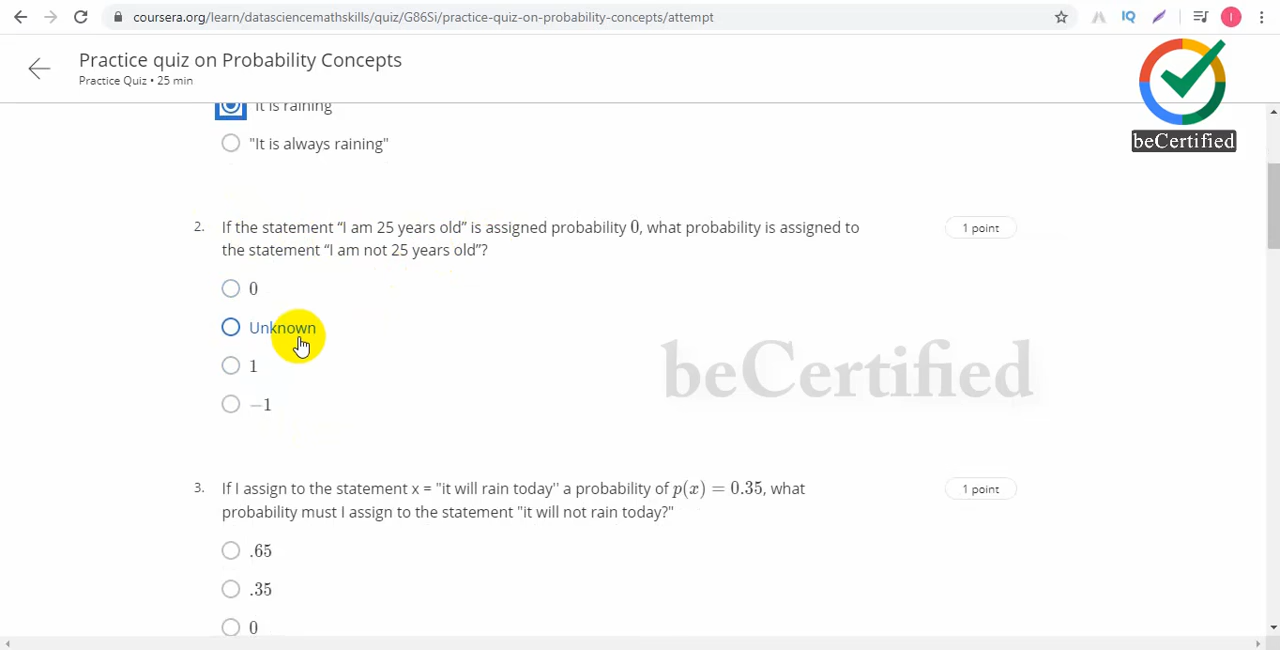 coursera.org/learn/datasciencemathskills/quiz/G86Si/practice-quiz-on-probability-concepts/attempt
IQ
I
Practice quiz on Probability Concepts
Practice Quiz • 25 min
beCertified
"It is raining"
"It is always raining"
2. If the statement “I am 25 years old” is assigned probability 0, what probability is assigned to
the statement “I am not 25 years old”?
1 point
0
Unknown
1
−1
beCertified
3. If I assign to the statement x = "it will rain today'' a probability of p(x) = 0.35, what
probability must I assign to the statement "it will not rain today?"
1 point
.65
.35
0